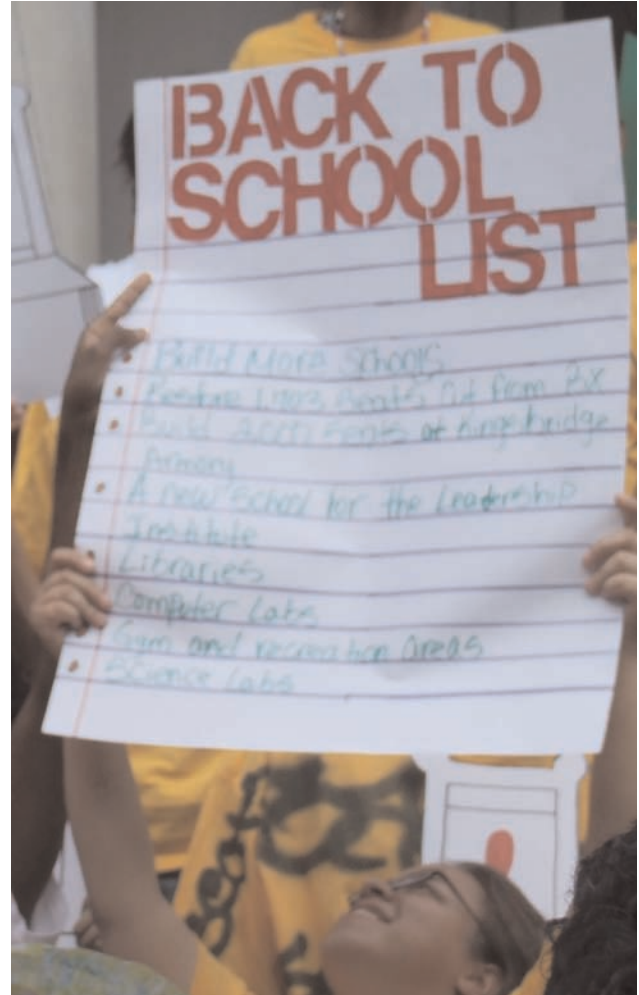 BACK TO
SCHOOL
LIST
Build More Schools
Restore Seats Cut from BX
Build Seats at Kingsbridge
Armory
A new School for the Leadership
Institute
Libraries
Computer Labs
Gym and recreation areas
Science Labs